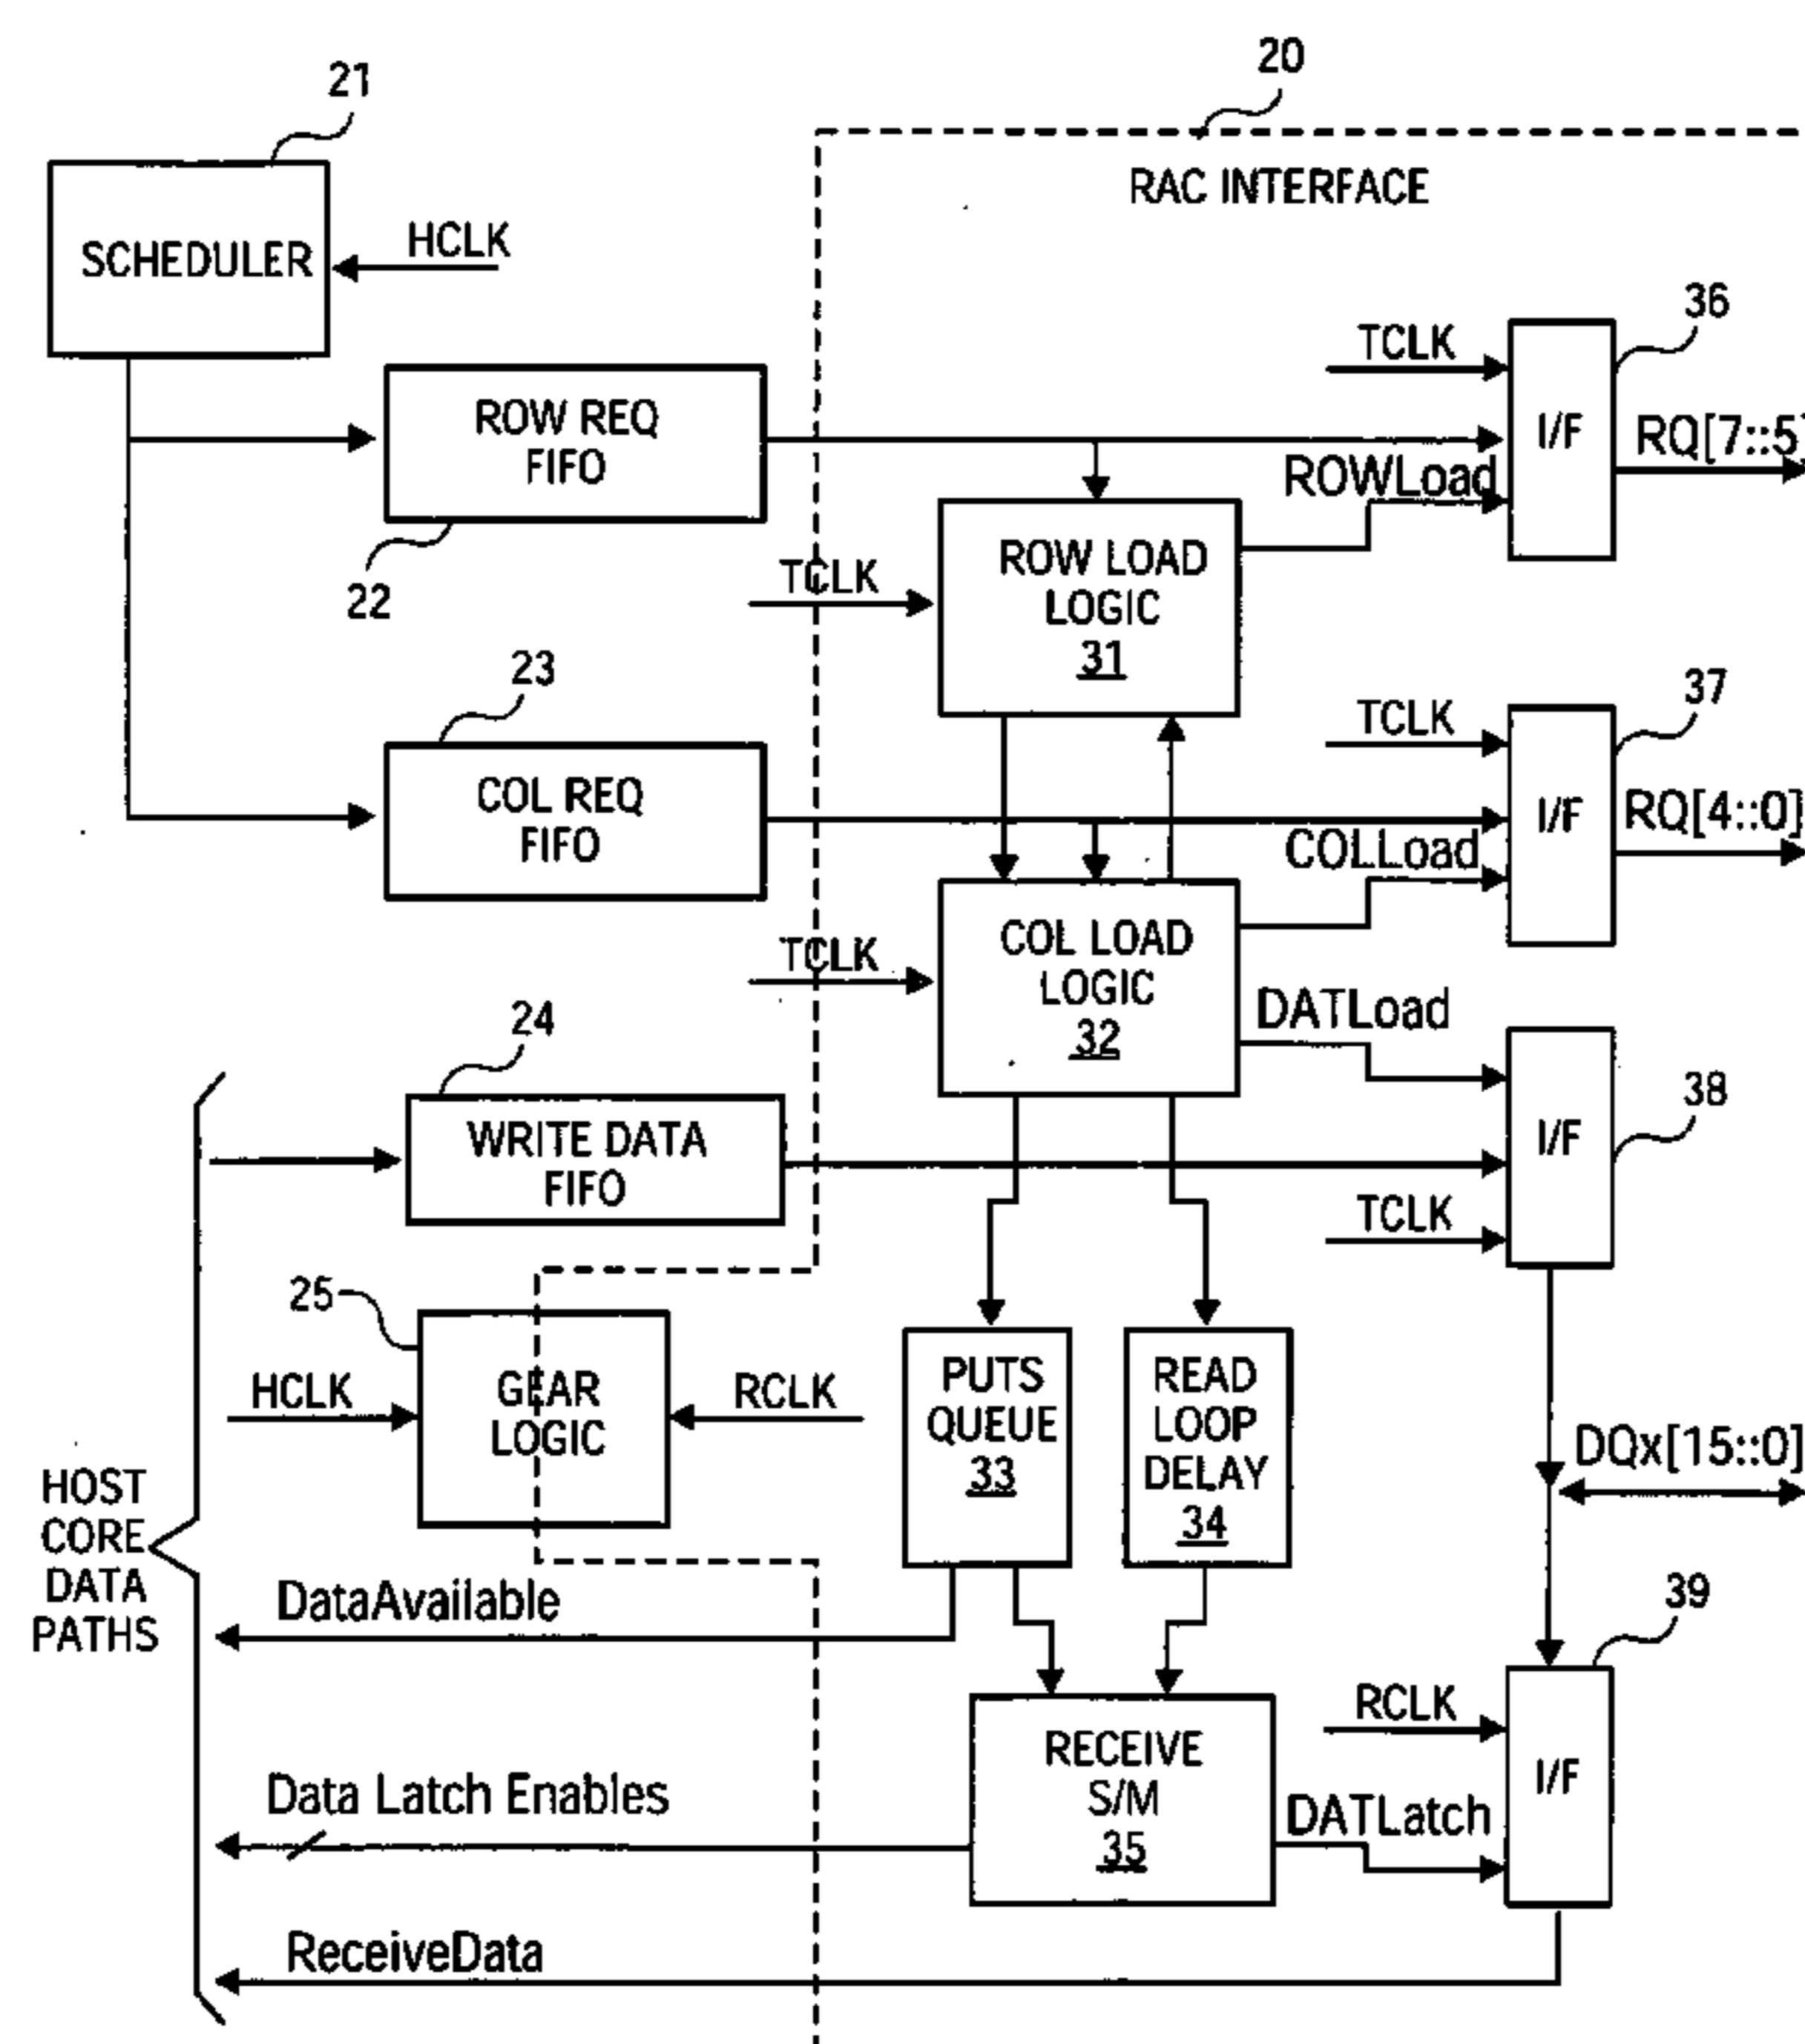 20
21
RAC INTERFACE
SCHEDULER
HCLK
36
TCLK
ROW REQ
FIFO
I/F
RQ[7::5]
ROWLoad
22
TCLK
ROW LOAD
LOGIC
31
23
37
TCLK
COL REQ
FIFO
I/F
RQ[4::0]
COLLoad
TCLK
COL LOAD
LOGIC
32
DATLoad
24
38
WRITE DATA
FIFO
I/F
TCLK
25
HCLK
GEAR
LOGIC
RCLK
PUTS
QUEUE
33
READ
LOOP
DELAY
34
DQx[15::0]
HOST
CORE
DATA
PATHS
DataAvailable
39
RCLK
RECEIVE
S/M
35
I/F
Data Latch Enables
DATLatch
ReceiveData